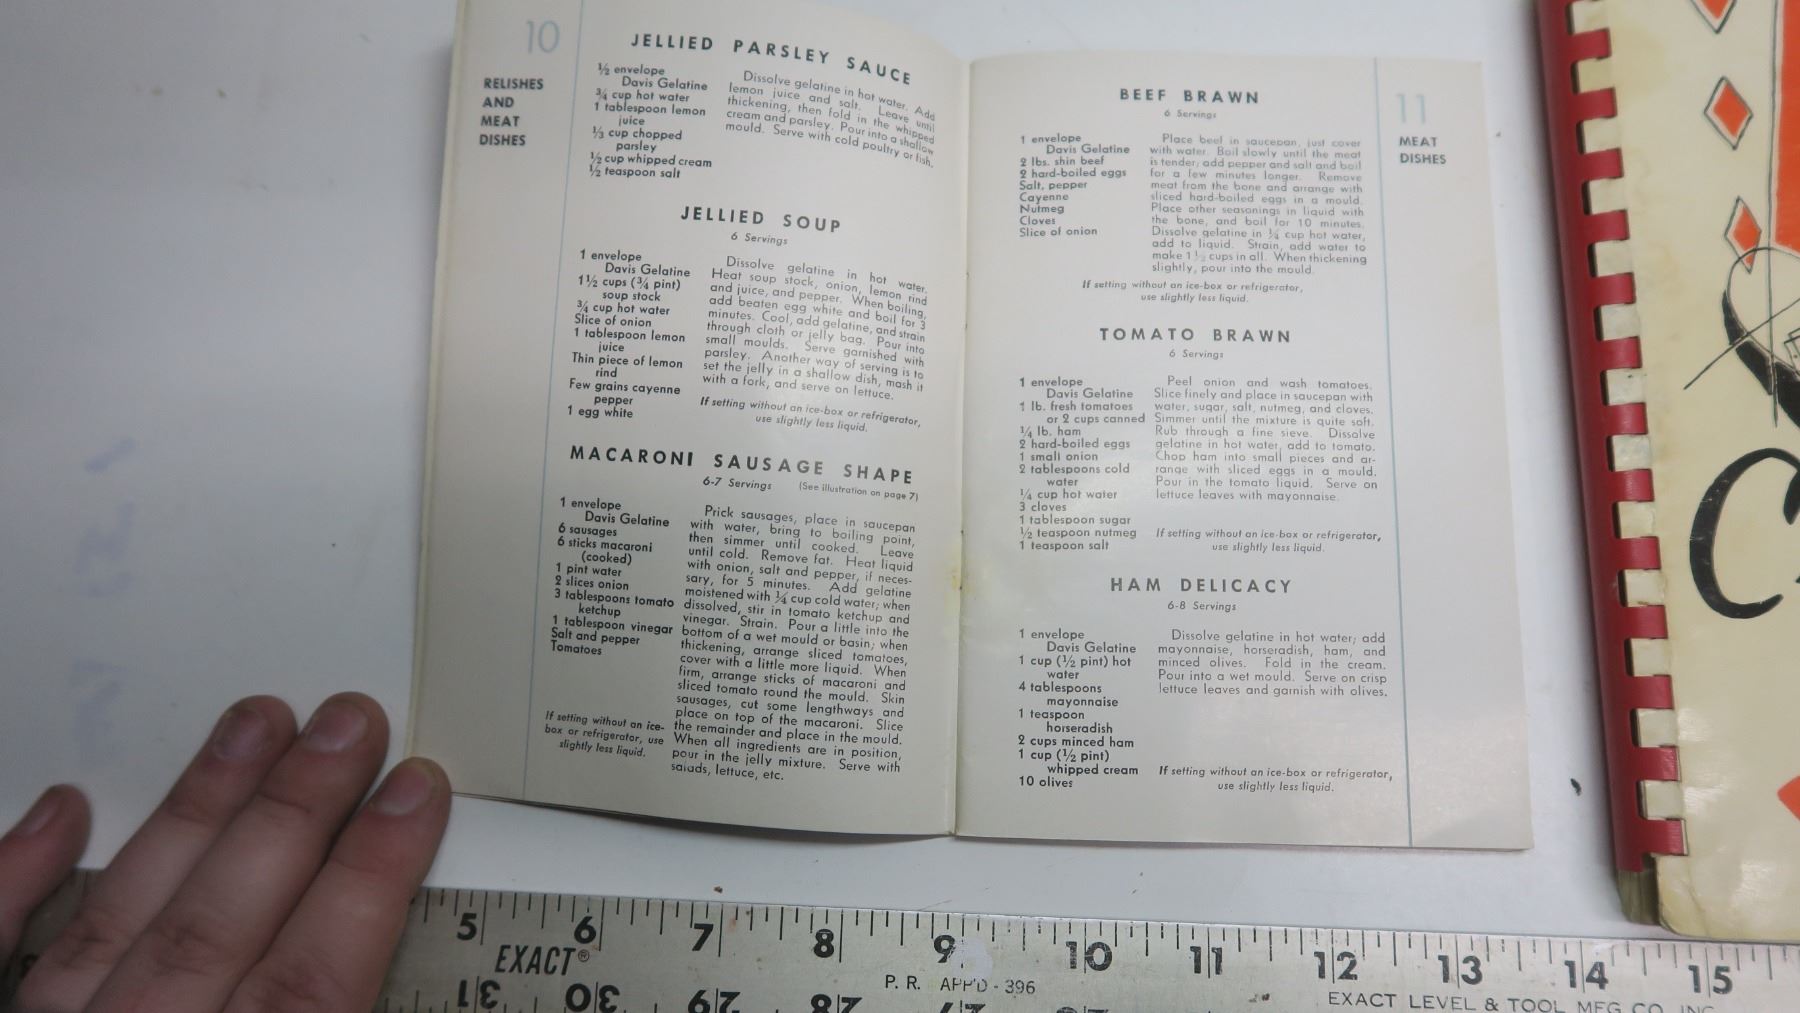 10
RELISHES
AND
MEAT
DISHES
JELLIED PARSLEY SAUCE
½ envelope
Davis Gelatine
¾ cup hot water
1 tablespoon lemon
juice
⅓ cup chopped
parsley
½ cup whipped cream
½ teaspoon salt
Dissolve gelatine in hot water. Add
lemon juice and salt. Leave until
thickening, then fold in the whipped
cream and parsley. Pour into a shallow
mould. Serve with cold poultry or fish.
JELLIED SOUP
6 Servings
1 envelope
Davis Gelatine
1½ cups (¾ pint)
soup stock
¾ cup hot water
Slice of onion
1 tablespoon lemon
juice
Thin piece of lemon
rind
Few grains cayenne
pepper
1 egg white
Dissolve gelatine in hot water.
Heat soup stock, onion, lemon rind
and juice, and pepper. When boiling,
add beaten egg white and boil for 3
minutes. Cool, add gelatine, and strain
through cloth or jelly bag. Pour into
small moulds. Serve garnished with
parsley. Another way of serving is to
set the jelly in a shallow dish, mash it
with a fork, and serve on lettuce.
If setting without an ice-box or refrigerator,
use slightly less liquid.
MACARONI SAUSAGE SHAPE
6-7 Servings (See illustration on page 7)
1 envelope
Davis Gelatine
6 sausages
6 sticks macaroni
(cooked)
1 pint water
2 slices onion
3 tablespoons tomato
ketchup
1 tablespoon vinegar
Salt and pepper
Tomatoes
If setting without an ice-
box or refrigerator, use
slightly less liquid.
Prick sausages, place in saucepan
with water, bring to boiling point,
then simmer until cooked. Leave
until cold. Remove fat. Heat liquid
with onion, salt and pepper, if neces-
sary, for 5 minutes. Add gelatine
moistened with ¼ cup cold water; when
dissolved, stir in tomato ketchup and
vinegar. Strain. Pour a little into the
bottom of a wet mould or basin; when
thickening, arrange sliced tomatoes,
cover with a little more liquid. When
firm, arrange sticks of macaroni and
sliced tomato round the mould. Skin
sausages, cut some lengthways and
place on top of the macaroni. Slice
the remainder and place in the mould.
When all ingredients are in position,
pour in the jelly mixture. Serve with
salads, lettuce, etc.
11
MEAT
DISHES
BEEF BRAWN
6 Servings
1 envelope
Davis Gelatine
2 lbs. shin beef
2 hard-boiled eggs
Salt, pepper
Cayenne
Nutmeg
Cloves
Slice of onion
Place beef in saucepan, just cover
with water. Boil slowly until the meat
is tender; add pepper and salt and boil
for a few minutes longer. Remove
meat from the bone and arrange with
sliced hard-boiled eggs in a mould.
Place other seasonings in liquid with
the bone, and boil for 10 minutes.
Dissolve gelatine in ¼ cup hot water,
add to liquid. Strain, add water to
make 1½ cups in all. When thickening
slightly, pour into the mould.
If setting without an ice-box or refrigerator,
use slightly less liquid.
TOMATO BRAWN
6 Servings
1 envelope
Davis Gelatine
1 lb. fresh tomatoes
or 2 cups canned
¼ lb. ham
2 hard-boiled eggs
1 small onion
2 tablespoons cold
water
¼ cup hot water
3 cloves
1 tablespoon sugar
½ teaspoon nutmeg
1 teaspoon salt
Peel onion and wash tomatoes.
Slice finely and place in saucepan with
water, sugar, salt, nutmeg, and cloves.
Simmer until the mixture is quite soft.
Rub through a fine sieve. Dissolve
gelatine in hot water, add to tomato.
Chop ham into small pieces and ar-
range with sliced eggs in a mould.
Pour in the tomato liquid. Serve on
lettuce leaves with mayonnaise.
If setting without an ice-box or refrigerator,
use slightly less liquid.
HAM DELICACY
6-8 Servings
1 envelope
Davis Gelatine
1 cup (½ pint) hot
water
4 tablespoons
mayonnaise
1 teaspoon
horseradish
2 cups minced ham
1 cup (½ pint)
whipped cream
10 olives
Dissolve gelatine in hot water; add
mayonnaise, horseradish, ham, and
minced olives. Fold in the cream.
Pour into a wet mould. Serve on crisp
lettuce leaves and garnish with olives.
If setting without an ice-box or refrigerator,
use slightly less liquid.
5 6 7 8 9 10 11 12 13 14 15
EXACT®
P. R. APP'D - 396
EXACT LEVEL & TOOL MFG CO. INC.
31 30 29 28 27